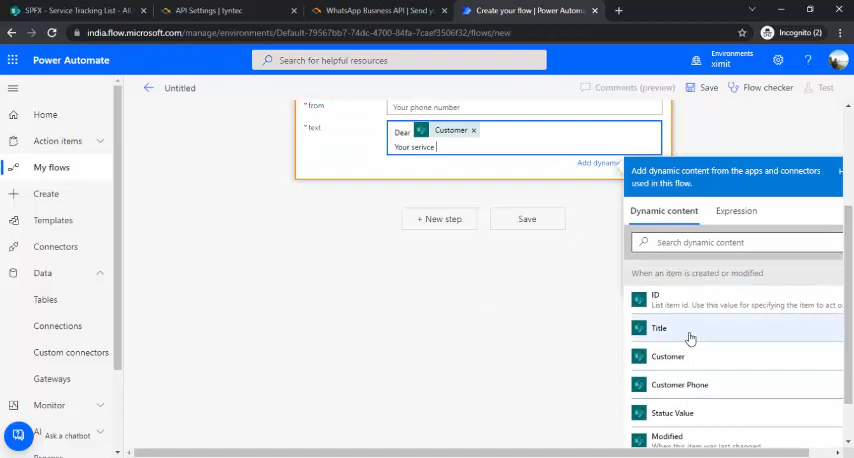 SPFX - Service Tracking List - All
API Settings | tyntec
WhatsApp Business API | Send yo
Create your flow | Power Automate
india.flow.microsoft.com/manage/environments/Default-79567bb7-74dc-4700-84fa-7caef3506f32/flows/new
Incognito (2)
Power Automate
Search for helpful resources
Environments
ximit
Untitled
Comments (preview)
Save
Flow checker
Test
Home
Action items
My flows
Create
Templates
Connectors
Data
Tables
Connections
Custom connectors
Gateways
Monitor
AI
Ask a chatbot
* from
Your phone number
* text
Dear Customer
Your serivce
Add dynam
+ New step
Save
Add dynamic content from the apps and connectors
used in this flow.
Dynamic content
Expression
Search dynamic content
When an item is created or modified
ID
List item id. Use this value for specifying the item to act o
Title
Customer
Customer Phone
Status Value
Modified
When this item was last changed.